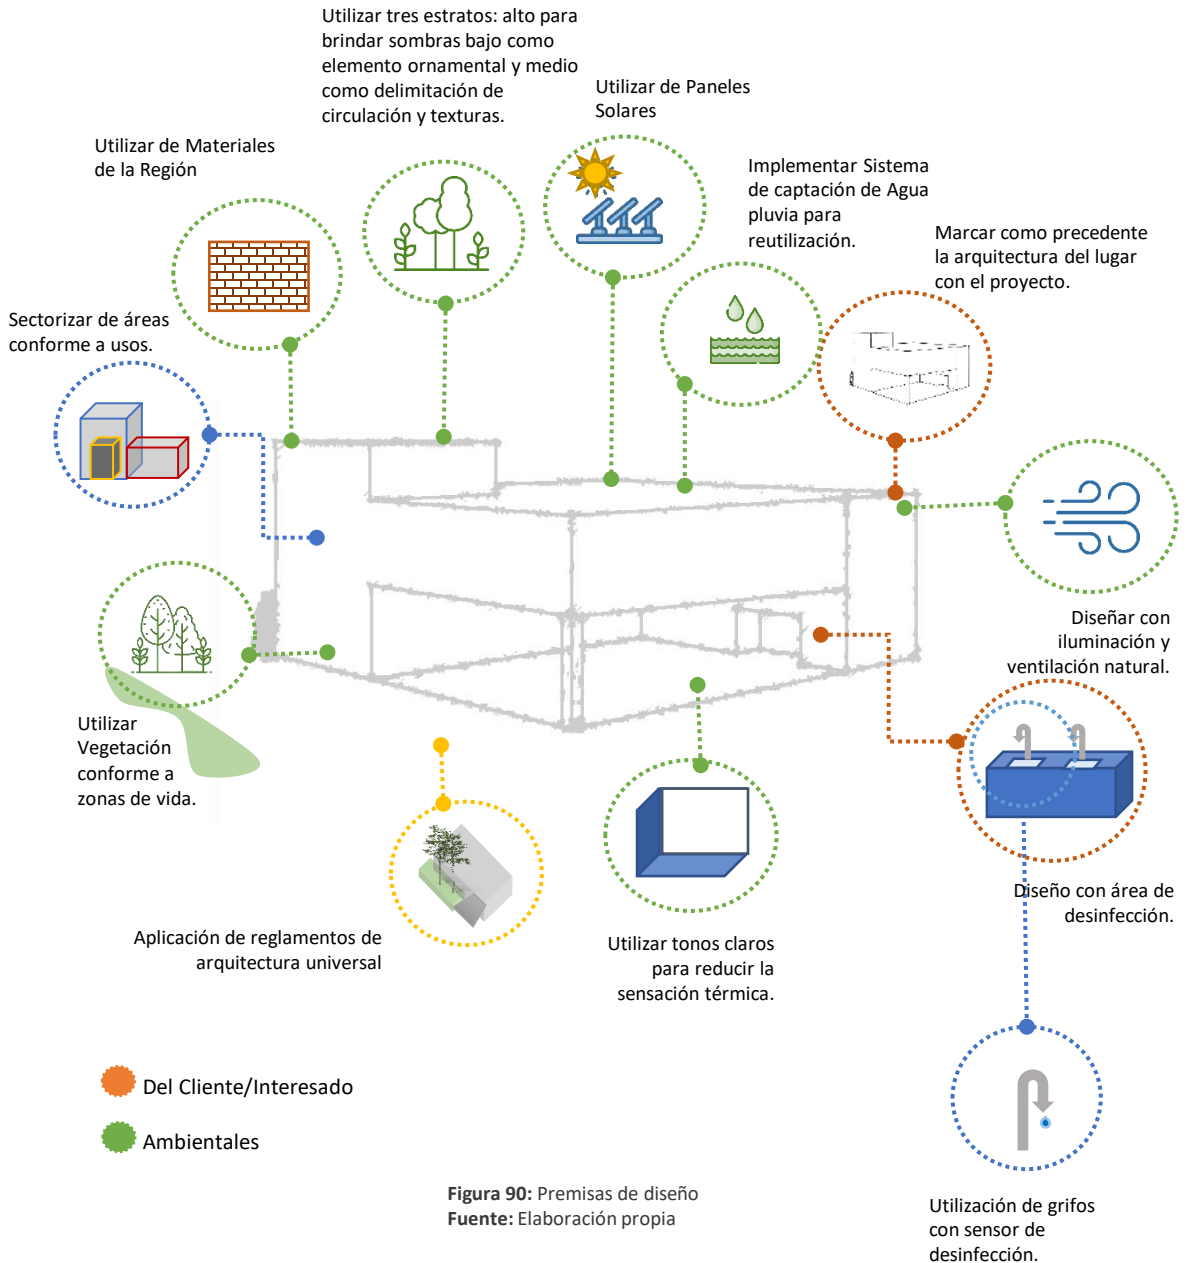 Utilizar tres estratos: alto para
brindar sombras bajo como
elemento ornamental y medio
como delimitación de
circulación y texturas.
Utilizar de Paneles
Solares
Utilizar de Materiales
de la Región
Implementar Sistema
de captación de Agua
pluvia para
reutilización.
Marcar como precedente
la arquitectura del lugar
con el proyecto.
Sectorizar de áreas
conforme a usos.
Diseñar con
iluminación y
ventilación natural.
Utilizar
Vegetación
conforme a
zonas de vida.
Diseño con área de
desinfección.
Aplicación de reglamentos de
arquitectura universal
Utilizar tonos claros
para reducir la
sensación térmica.
Del Cliente/Interesado
Ambientales
Figura 90: Premisas de diseño
Fuente: Elaboración propia
Utilización de grifos
con sensor de
desinfección.